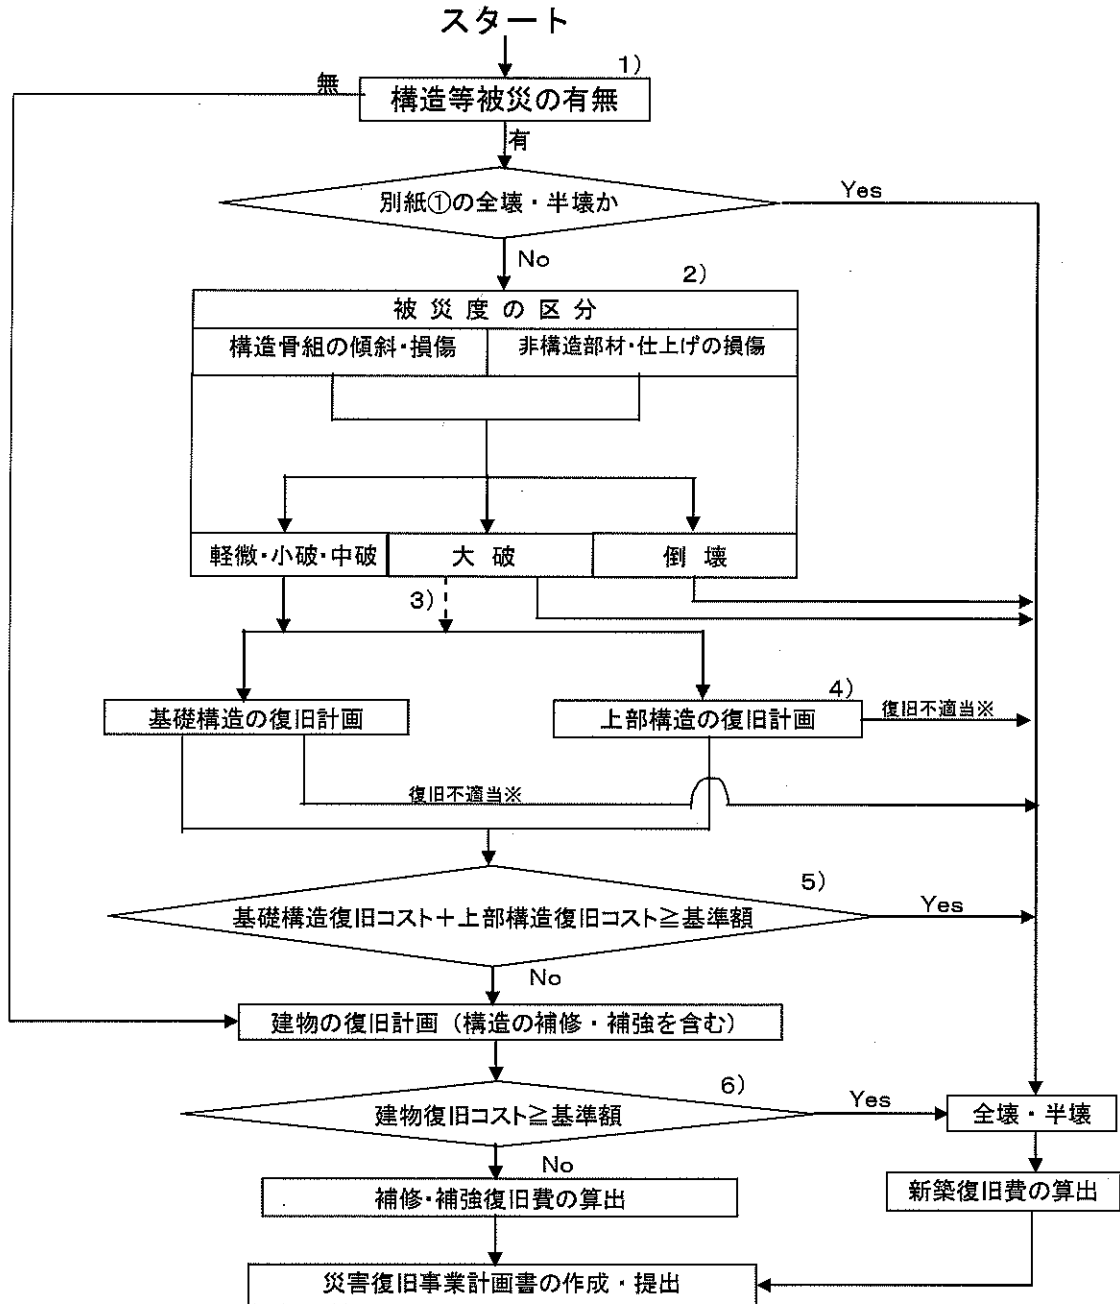 スタート
1)
無
構造等被災の有無
有
別紙①の全壊・半壊か
Yes
No
2)
被災度の区分
構造骨組の傾斜・損傷
非構造部材・仕上げの損傷
軽微・小破・中破
大破
倒壊
3)
4)
基礎構造の復旧計画
上部構造の復旧計画
復旧不適当※
復旧不適当※
5)
基礎構造復旧コスト+上部構造復旧コスト≧基準額
Yes
No
建物の復旧計画(構造の補修・補強を含む)
6)
建物復旧コスト≧基準額
Yes
全壊・半壊
No
補修・補強復旧費の算出
新築復旧費の算出
災害復旧事業計画書の作成・提出